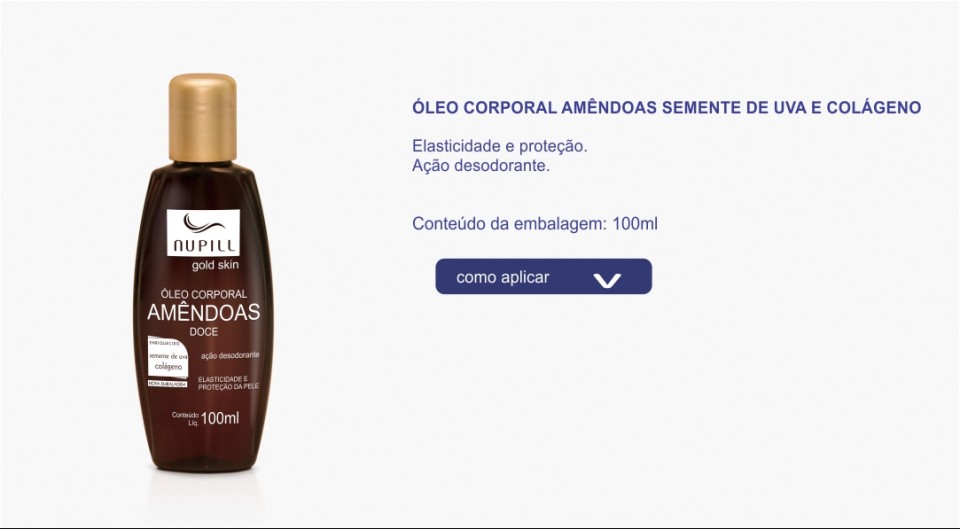 ÓLEO CORPORAL AMÊNDOAS SEMENTE DE UVA E COLÁGENO
Elasticidade e proteção.
Ação desodorante.
Conteúdo da embalagem: 100ml
como aplicar
NUPILL
gold skin
ÓLEO CORPORAL
AMÊNDOAS
DOCE
ENRIQUECIDO
semente de uva
colágeno
NOVA EMBALAGEM
ação desodorante
ELASTICIDADE E
PROTEÇÃO DA PELE
Conteúdo
Líq. 100ml